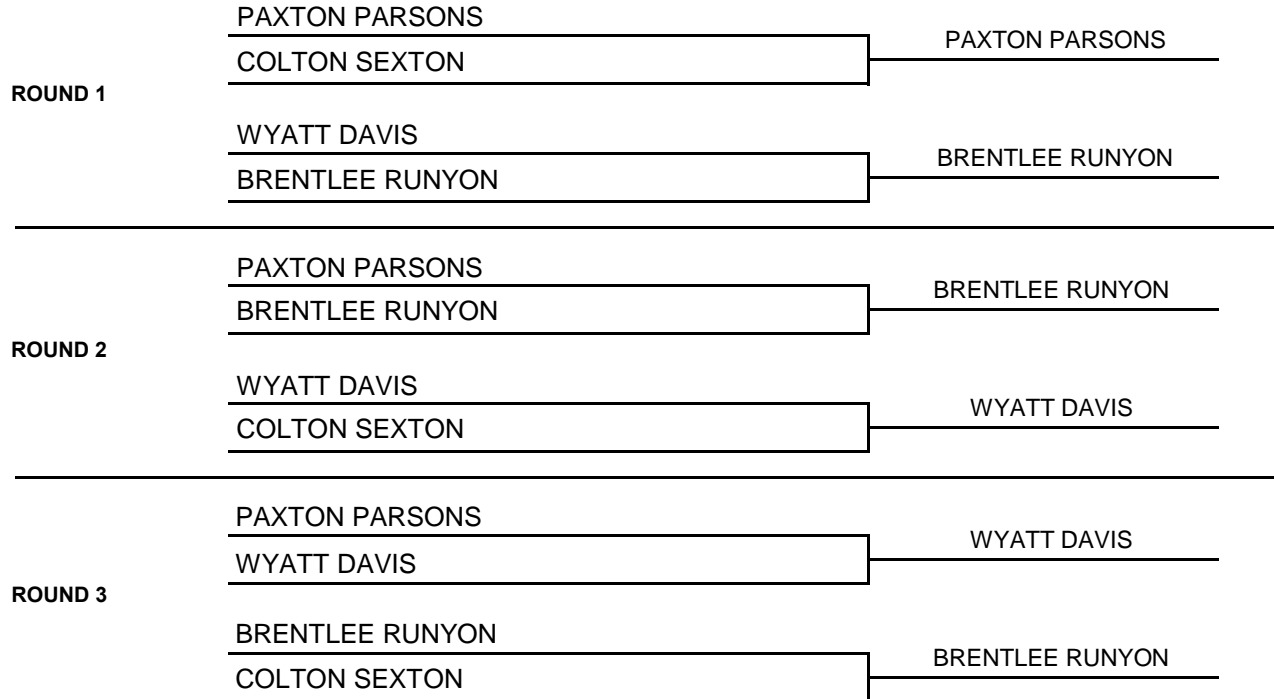 PAXTON PARSONS
PAXTON PARSONS
COLTON SEXTON
ROUND 1
WYATT DAVIS
BRENTLEE RUNYON
BRENTLEE RUNYON
PAXTON PARSONS
BRENTLEE RUNYON
BRENTLEE RUNYON
ROUND 2
WYATT DAVIS
WYATT DAVIS
COLTON SEXTON
PAXTON PARSONS
WYATT DAVIS
WYATT DAVIS
ROUND 3
BRENTLEE RUNYON
BRENTLEE RUNYON
COLTON SEXTON